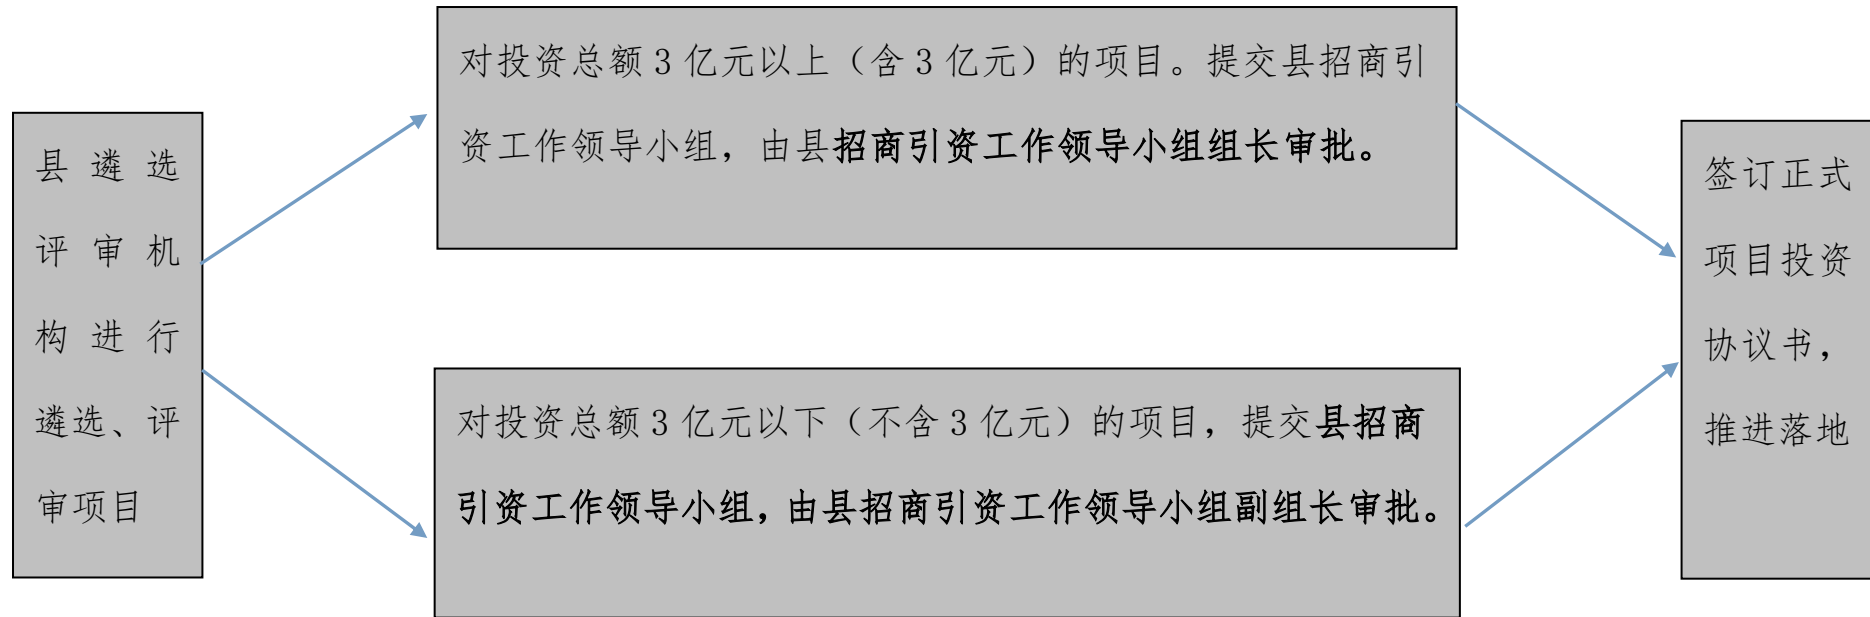 县遴选
评审机
构进行
遴选、评
审项目
对投资总额3亿元以上（含3亿元）的项目。提交县招商引
资工作领导小组，由县招商引资工作领导小组组长审批。
对投资总额3亿元以下（不含3亿元）的项目，提交县招商
引资工作领导小组，由县招商引资工作领导小组副组长审批。
签订正式
项目投资
协议书，
推进落地